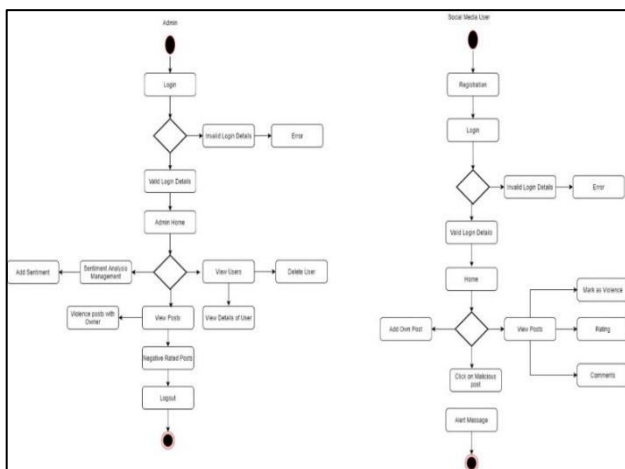 Admin
Login
Invalid Login Details
Error
Valid Login Details
Admin Home
Add Sentiment
Sentiment Analysis
Management
View Users
Delete User
Violence posts with
Owner
View Posts
View Details of User
Negative Rated Posts
Logout
Social Media User
Registration
Login
Invalid Login Details
Error
Valid Login Details
Home
Mark as Violence
Add Own Post
View Posts
Rating
Click on Malicious
post
Comments
Alert Message